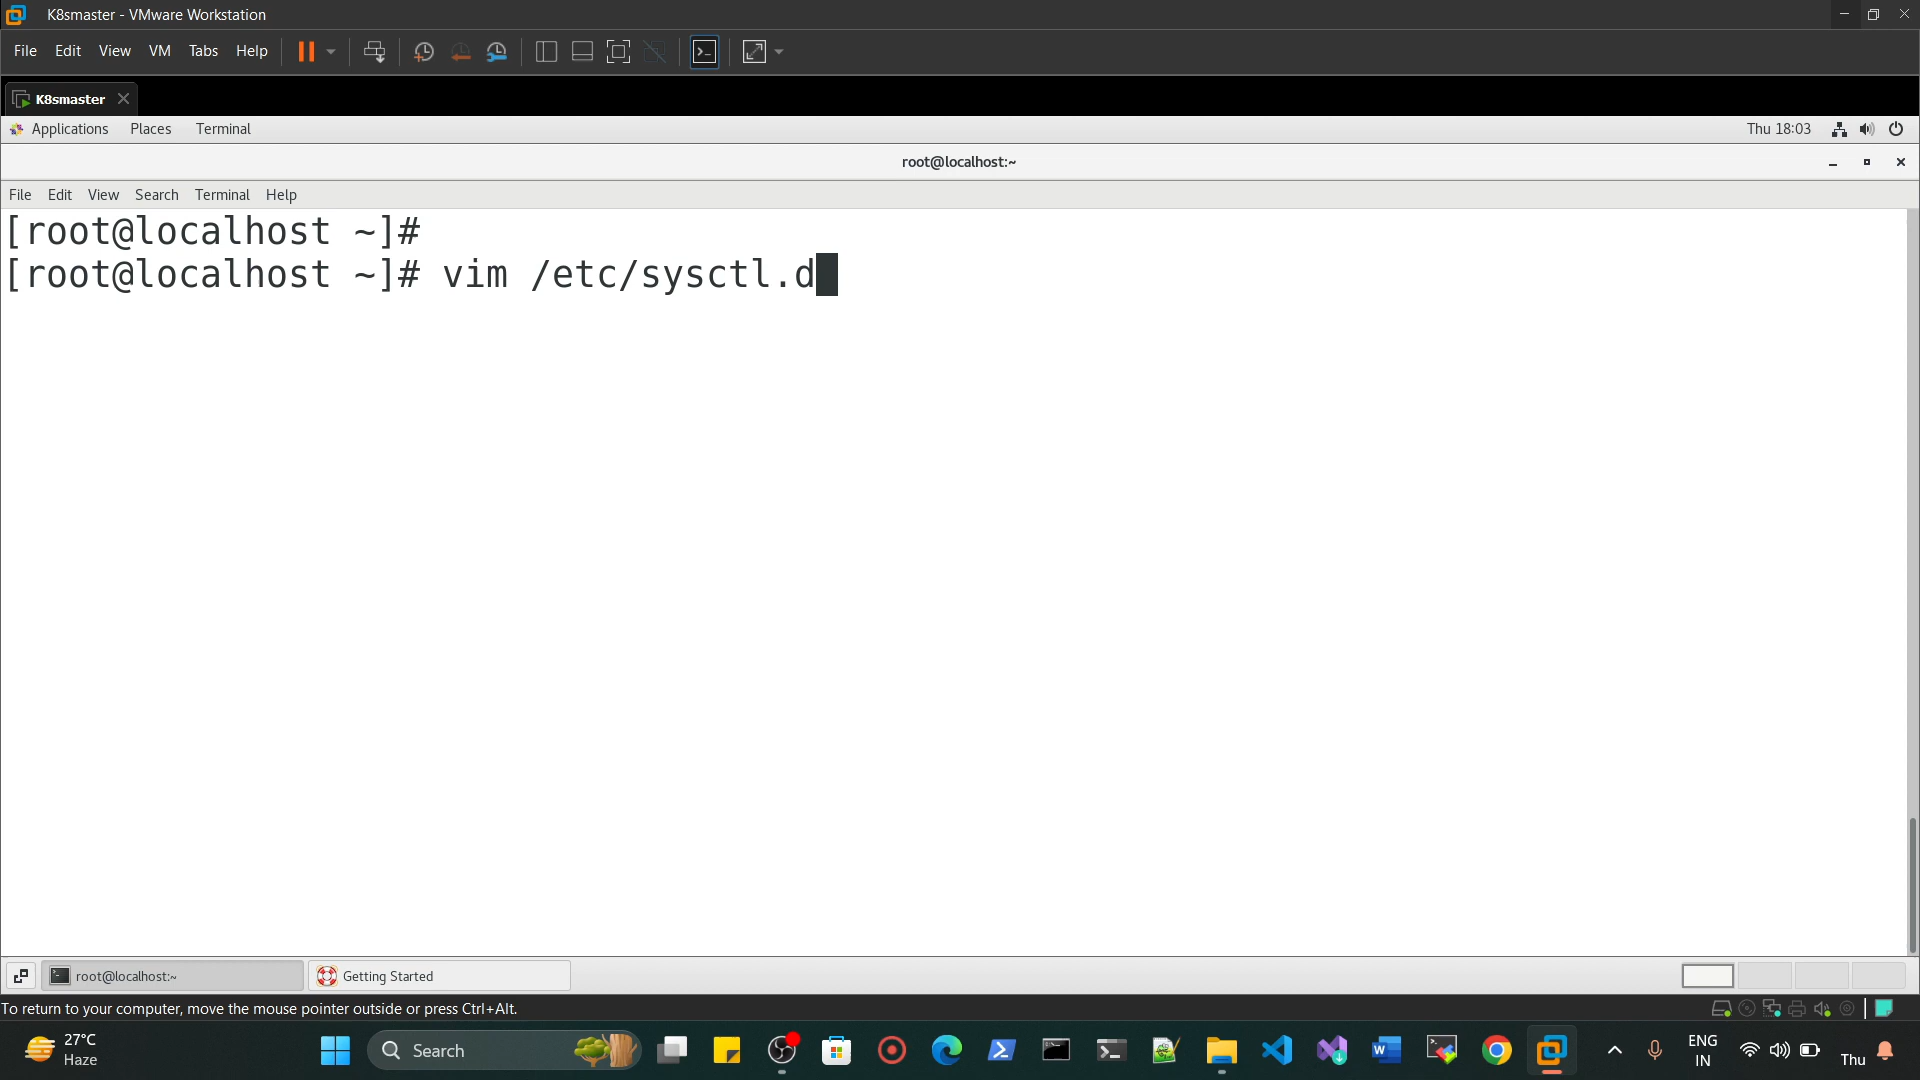 K8smaster - VMware Workstation
File Edit View VM Tabs Help
K8smaster
Applications Places Terminal Thu 18:03
root@localhost:~
File Edit View Search Terminal Help
[root@localhost ~]#
[root@localhost ~]# vim /etc/sysctl.d
root@localhost:~ Getting Started
To return to your computer, move the mouse pointer outside or press Ctrl+Alt.
27°C
Haze
Search
ENG
IN
Thu